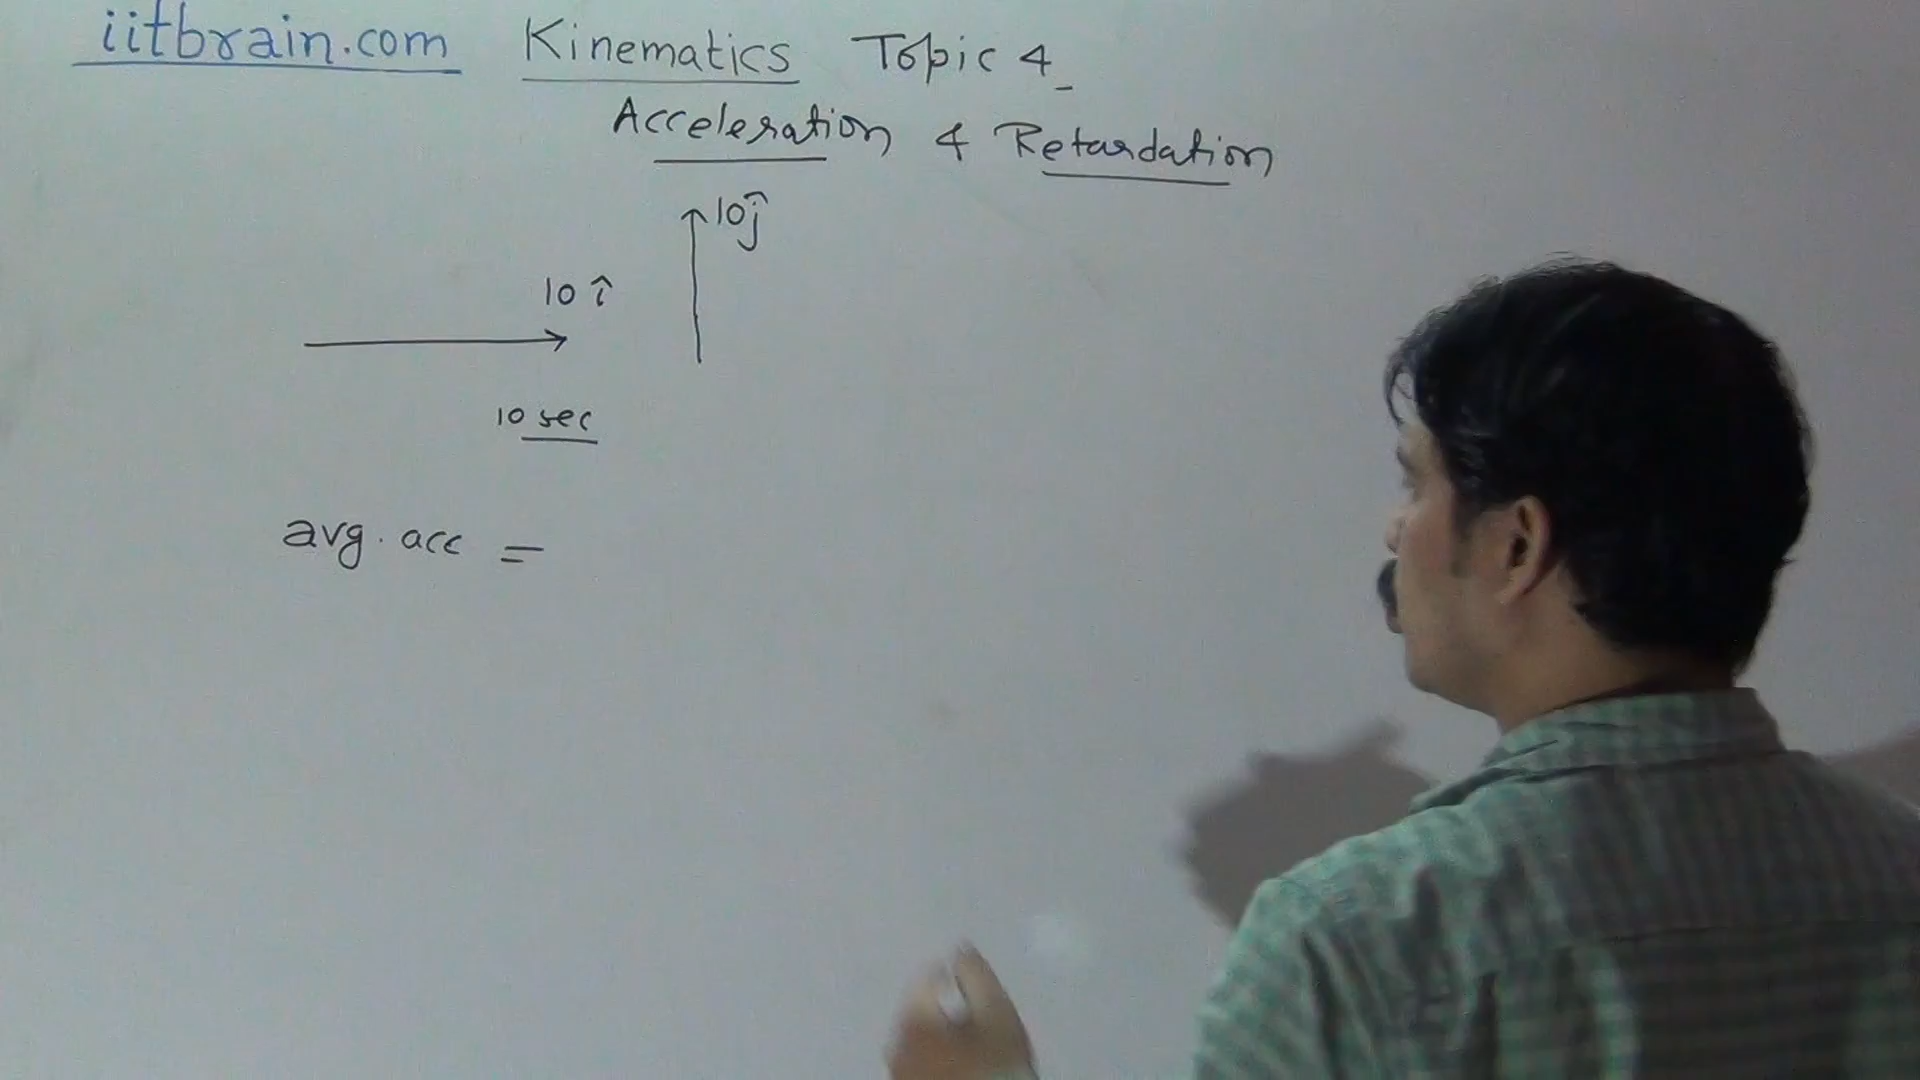 iitbrain.com Kinematics Topic 4
Acceleration & Retardation
10ĵ
10 î
10 sec
avg. acc =